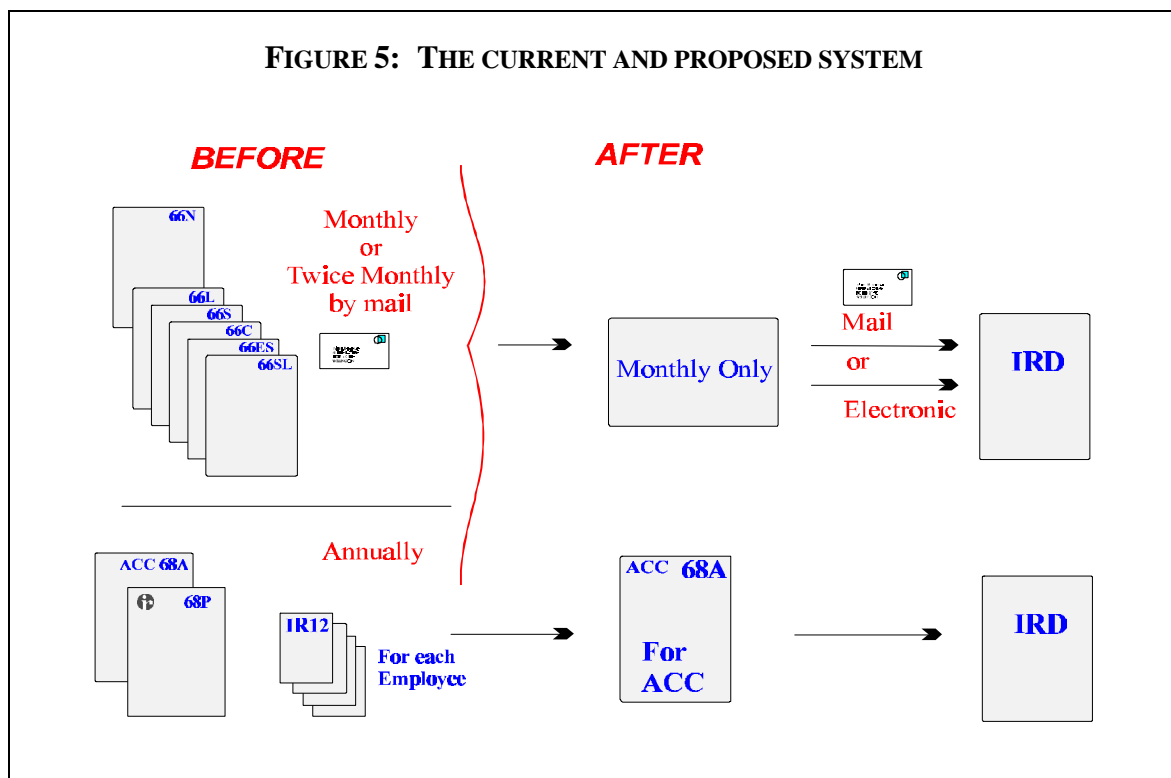 FIGURE 5: THE CURRENT AND PROPOSED SYSTEM
BEFORE
AFTER
66N
66L
66S
66C
66ES
66SL
Monthly
or
Twice Monthly
by mail
Monthly Only
Mail
or
Electronic
IRD
Annually
ACC 68A
68P
IR12
For each
Employee
ACC 68A
For
ACC
IRD